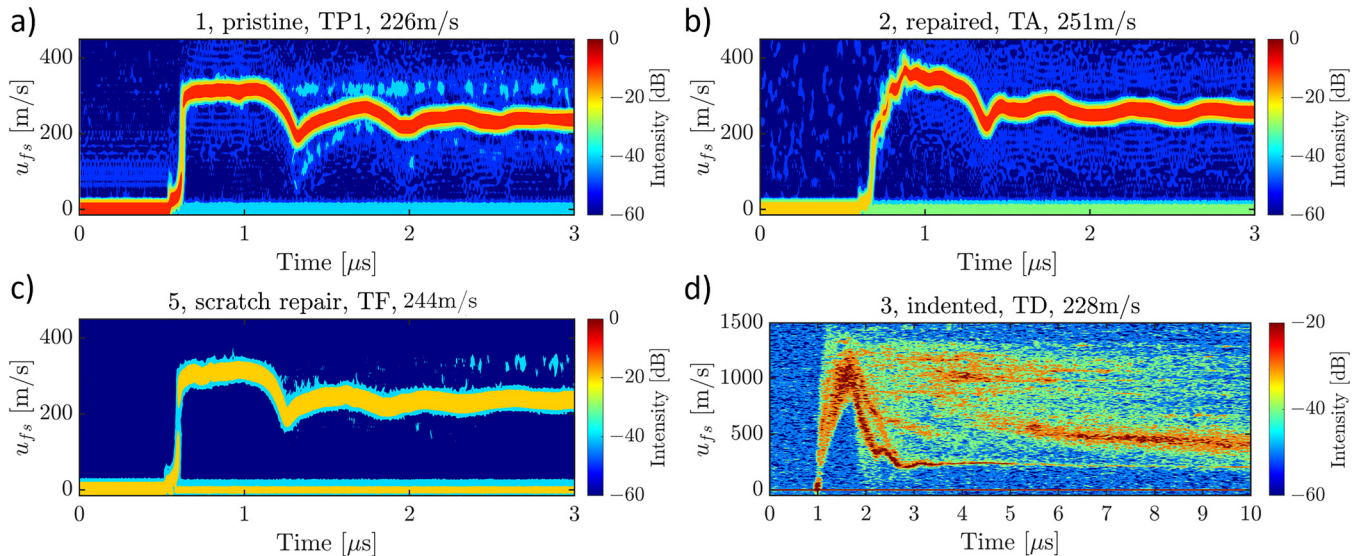 a)
1, pristine, TP1, 226m/s
400
200
0
u_fs [m/s]
0
1
2
3
Time [μs]
0
−20
−40
−60
Intensity [dB]
b)
2, repaired, TA, 251m/s
400
200
0
u_fs [m/s]
0
1
2
3
Time [μs]
0
−20
−40
−60
Intensity [dB]
c)
5, scratch repair, TF, 244m/s
400
200
0
u_fs [m/s]
0
1
2
3
Time [μs]
0
−20
−40
−60
Intensity [dB]
d)
3, indented, TD, 228m/s
1500
1000
500
0
u_fs [m/s]
0 1 2 3 4 5 6 7 8 9 10
Time [μs]
−20
−40
−60
Intensity [dB]